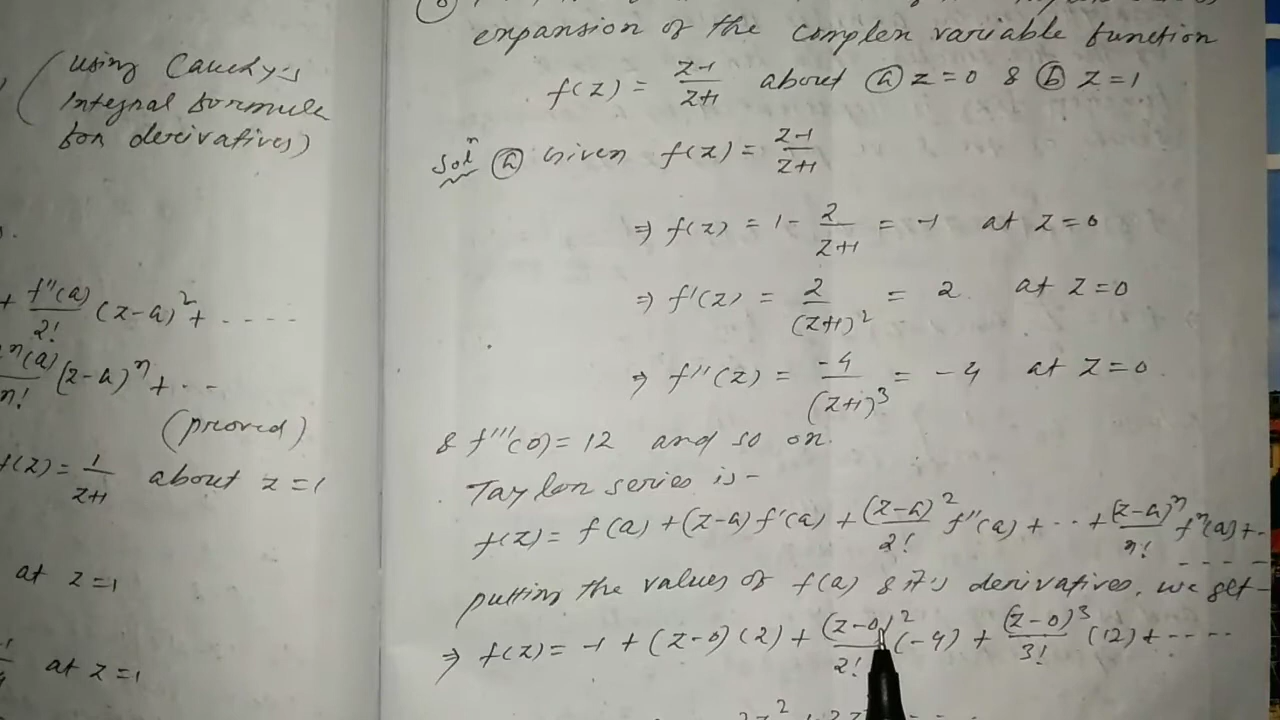 (using Cauchy's
Integral formula
for derivatives)
+ f''(a)/2! (z-a)² + ....
ⁿ(a)/n! (z-a)ⁿ + ..
(proved)
f(z) = 1/z+1 about z=1
at z=1
at z=1
expansion of the complex variable function
f(z) = z-1/z+1 about ⓐ z=0 & ⓑ z=1
Solⁿ ⓐ Given f(z) = z-1/z+1
⇒ f(z) = 1 - 2/z+1 = -1 at z=0
⇒ f'(z) = 2/(z+1)² = 2 at z=0
⇒ f''(z) = -4/(z+1)³ = -4 at z=0
& f'''(0) = 12 and so on.
Taylor series is -
f(z) = f(a) + (z-a) f'(a) + (z-a)²/2! f''(a) + .. + (z-a)ⁿ/n! fⁿ(a) + ....
putting the values of f(a) & it's derivatives, we get-
⇒ f(z) = -1 + (z-0)(2) + (z-0)²/2! (-4) + (z-0)³/3! (12) + ....